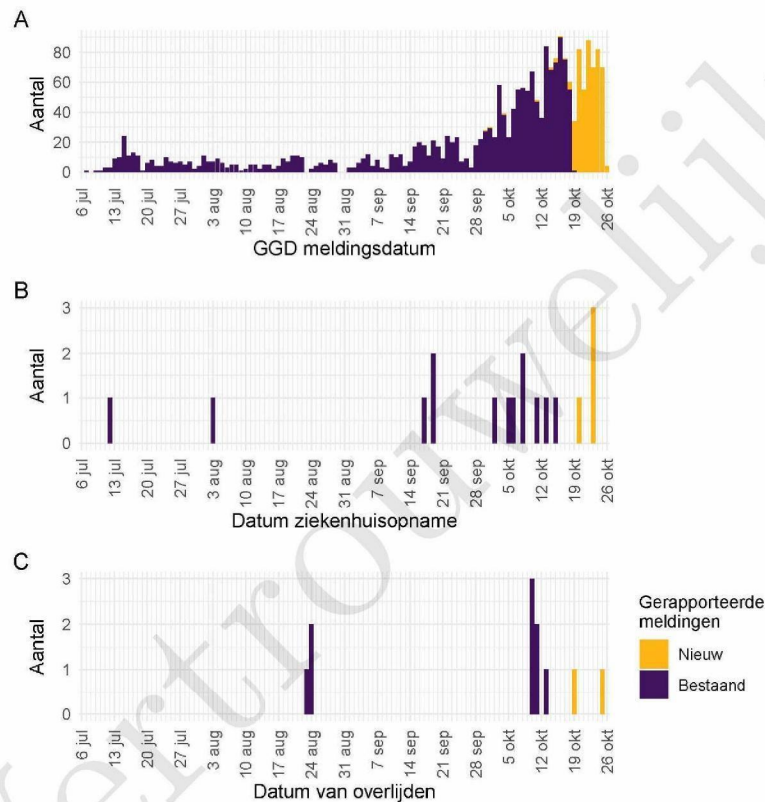 A
Aantal
80
60
40
20
0
6 jul
13 jul
20 jul
27 jul
3 aug
10 aug
17 aug
24 aug
31 aug
7 sep
14 sep
21 sep
28 sep
5 okt
12 okt
19 okt
26 okt
GGD meldingsdatum
B
Aantal
3
2
1
0
6 jul
13 jul
20 jul
27 jul
3 aug
10 aug
17 aug
24 aug
31 aug
7 sep
14 sep
21 sep
28 sep
5 okt
12 okt
19 okt
26 okt
Datum ziekenhuisopname
C
Aantal
3
2
1
0
6 jul
13 jul
20 jul
27 jul
3 aug
10 aug
17 aug
24 aug
31 aug
7 sep
14 sep
21 sep
28 sep
5 okt
12 okt
19 okt
26 okt
Datum van overlijden
Gerapporteerde
meldingen
Nieuw
Bestaand